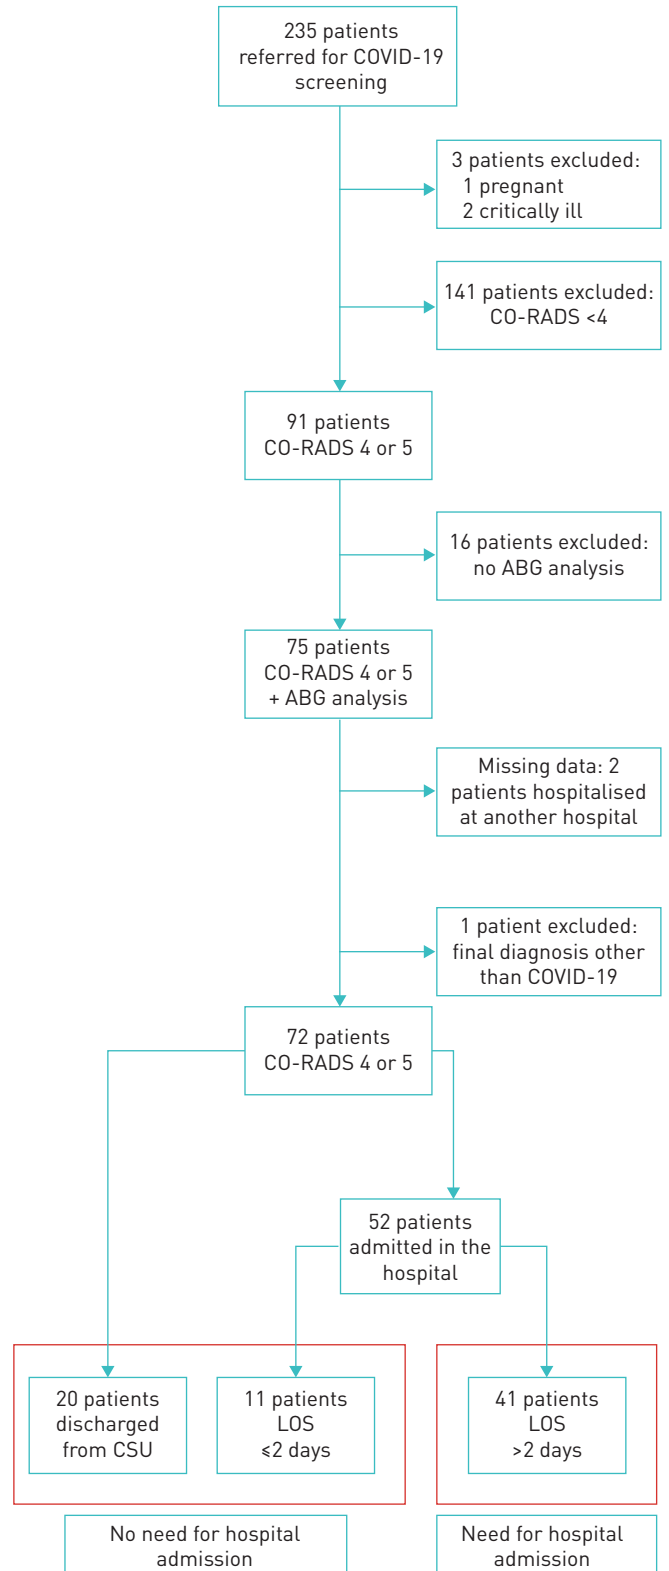 235 patients
referred for COVID-19
screening
3 patients excluded:
1 pregnant
2 critically ill
141 patients excluded:
CO-RADS <4
91 patients
CO-RADS 4 or 5
16 patients excluded:
no ABG analysis
75 patients
CO-RADS 4 or 5
+ ABG analysis
Missing data: 2
patients hospitalised
at another hospital
1 patient excluded:
final diagnosis other
than COVID-19
72 patients
CO-RADS 4 or 5
52 patients
admitted in the
hospital
20 patients
discharged
from CSU
11 patients
LOS
⩽2 days
41 patients
LOS
>2 days
No need for hospital
admission
Need for hospital
admission